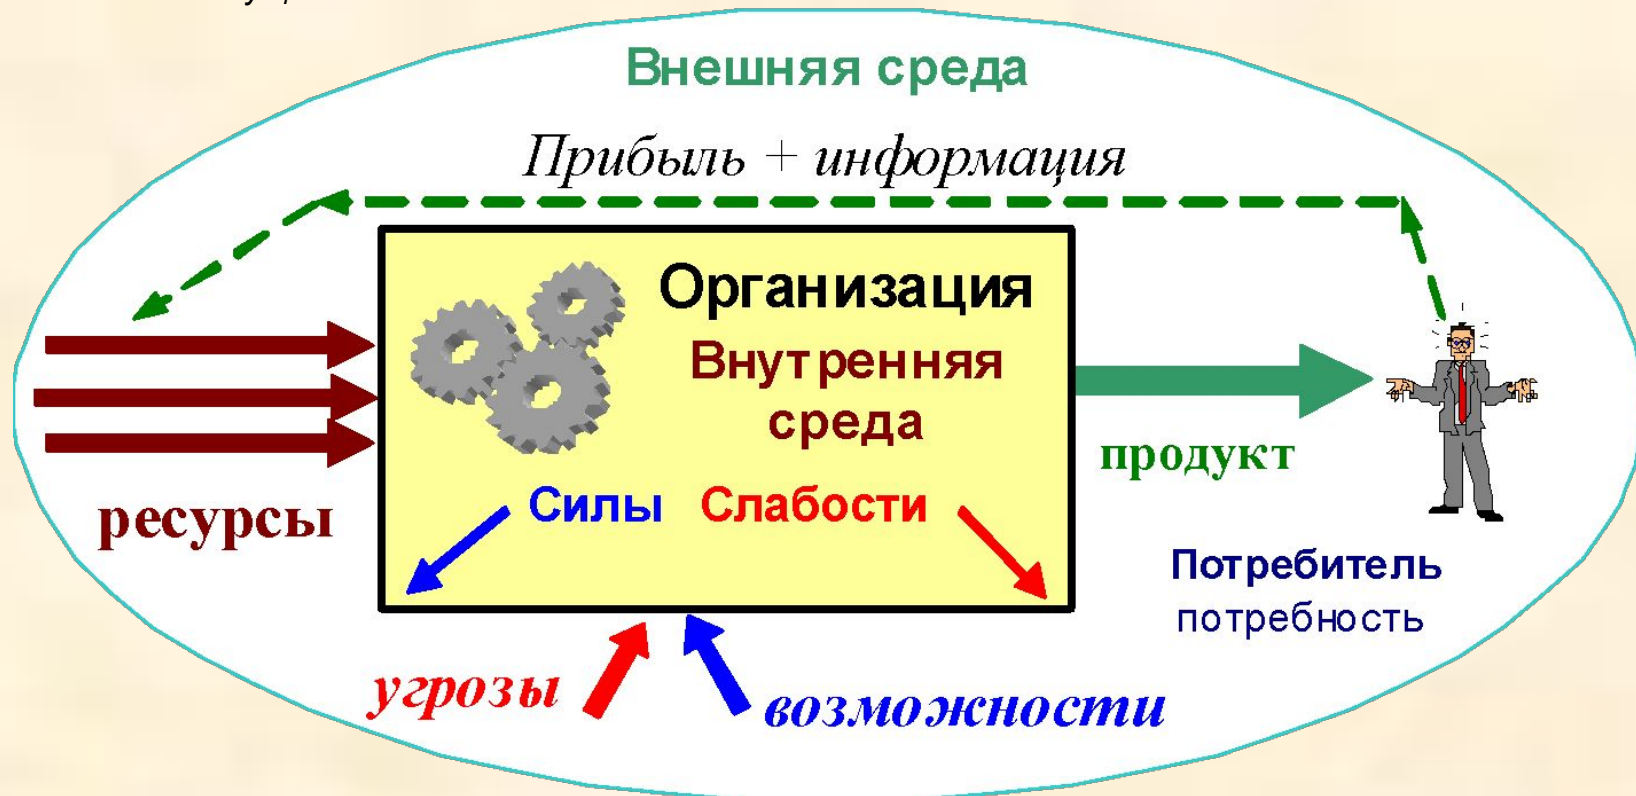 Внешняя среда
Прибыль + информация
Организация
Внутренняя
среда
Силы Слабости
ресурсы
продукт
Потребитель
потребность
угрозы
возможности